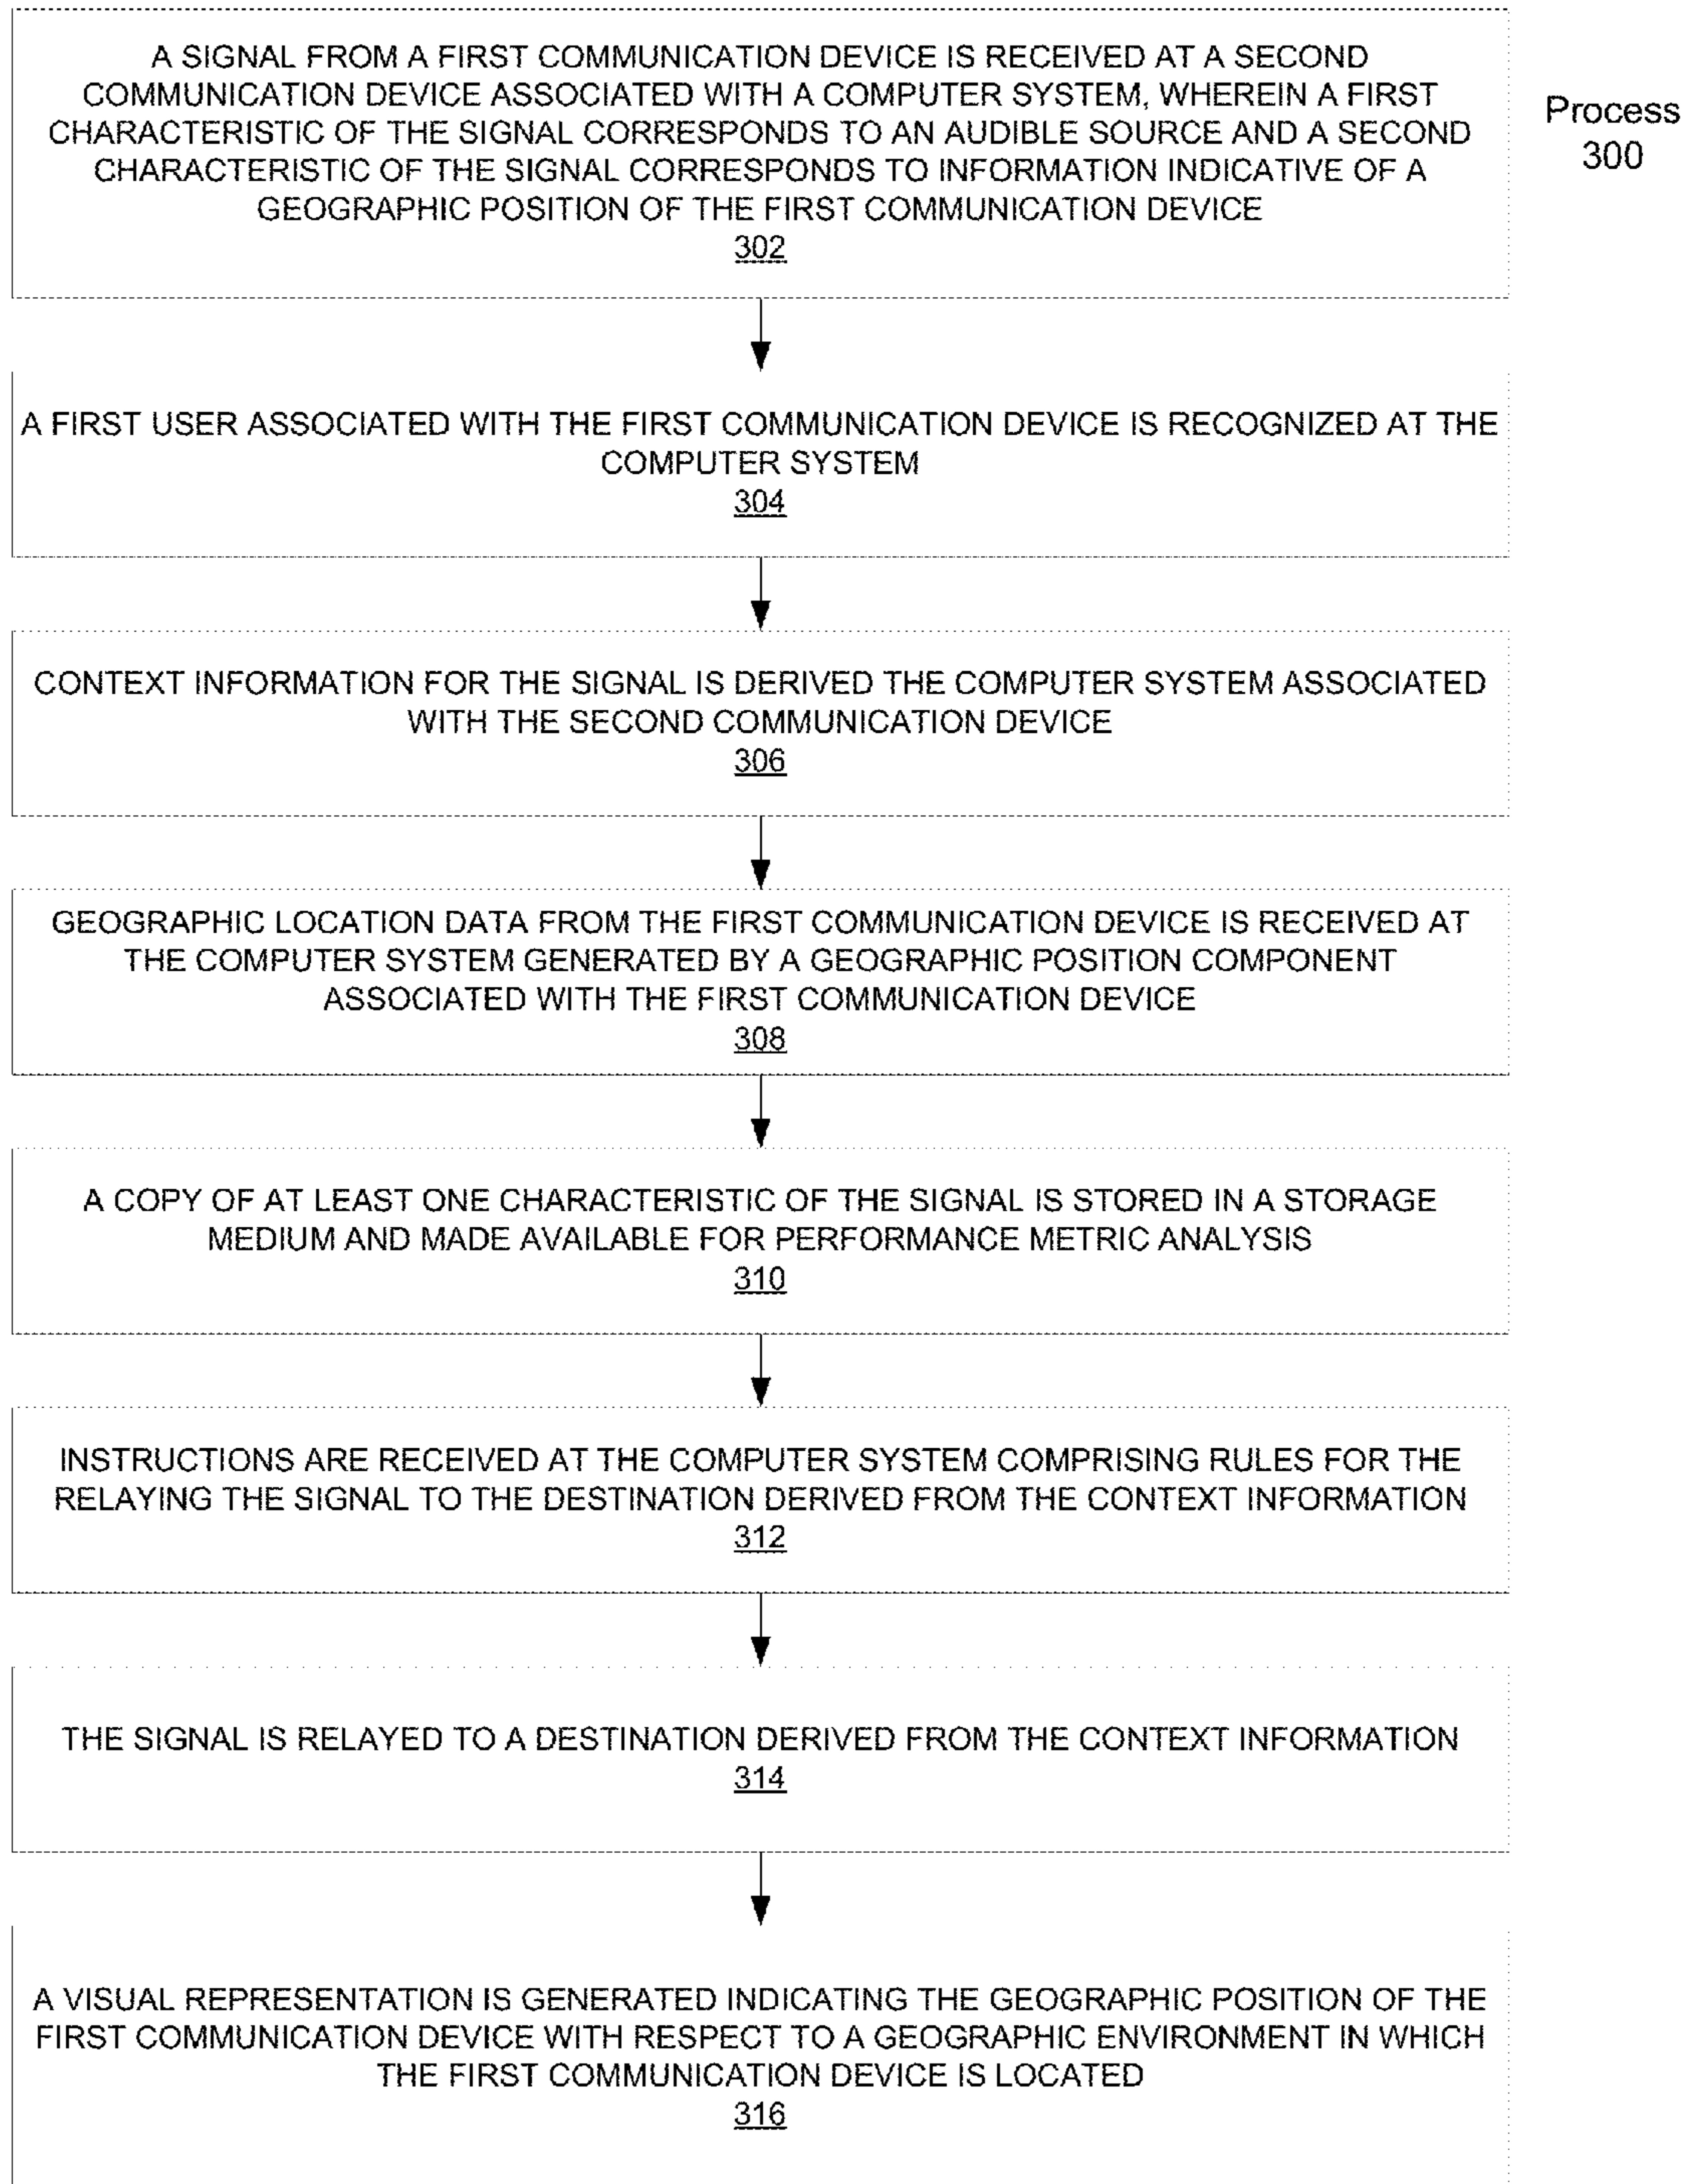 A SIGNAL FROM A FIRST COMMUNICATION DEVICE IS RECEIVED AT A SECOND
COMMUNICATION DEVICE ASSOCIATED WITH A COMPUTER SYSTEM, WHEREIN A FIRST
CHARACTERISTIC OF THE SIGNAL CORRESPONDS TO AN AUDIBLE SOURCE AND A SECOND
CHARACTERISTIC OF THE SIGNAL CORRESPONDS TO INFORMATION INDICATIVE OF A
GEOGRAPHIC POSITION OF THE FIRST COMMUNICATION DEVICE
302
Process
300
A FIRST USER ASSOCIATED WITH THE FIRST COMMUNICATION DEVICE IS RECOGNIZED AT THE
COMPUTER SYSTEM
304
CONTEXT INFORMATION FOR THE SIGNAL IS DERIVED THE COMPUTER SYSTEM ASSOCIATED
WITH THE SECOND COMMUNICATION DEVICE
306
GEOGRAPHIC LOCATION DATA FROM THE FIRST COMMUNICATION DEVICE IS RECEIVED AT
THE COMPUTER SYSTEM GENERATED BY A GEOGRAPHIC POSITION COMPONENT
ASSOCIATED WITH THE FIRST COMMUNICATION DEVICE
308
A COPY OF AT LEAST ONE CHARACTERISTIC OF THE SIGNAL IS STORED IN A STORAGE
MEDIUM AND MADE AVAILABLE FOR PERFORMANCE METRIC ANALYSIS
310
INSTRUCTIONS ARE RECEIVED AT THE COMPUTER SYSTEM COMPRISING RULES FOR THE
RELAYING THE SIGNAL TO THE DESTINATION DERIVED FROM THE CONTEXT INFORMATION
312
THE SIGNAL IS RELAYED TO A DESTINATION DERIVED FROM THE CONTEXT INFORMATION
314
A VISUAL REPRESENTATION IS GENERATED INDICATING THE GEOGRAPHIC POSITION OF THE
FIRST COMMUNICATION DEVICE WITH RESPECT TO A GEOGRAPHIC ENVIRONMENT IN WHICH
THE FIRST COMMUNICATION DEVICE IS LOCATED
316